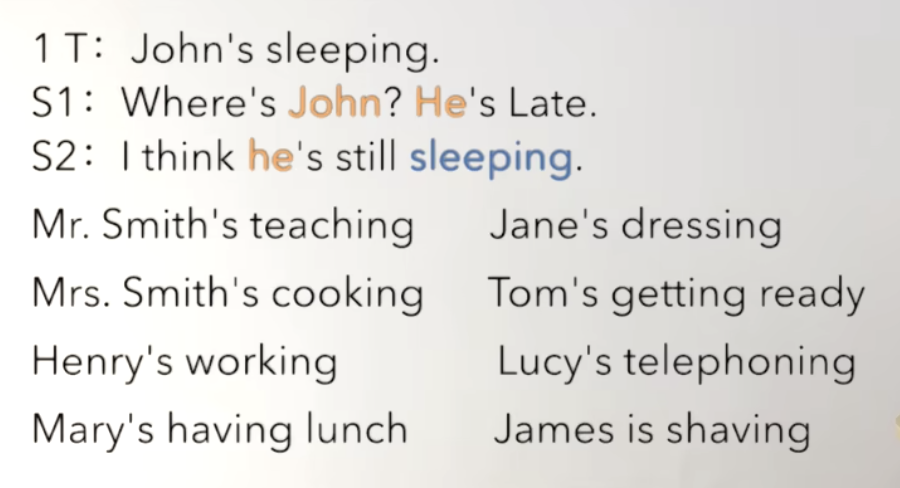 1 T: John's sleeping.
S1: Where's John? He's Late.
S2: I think he's still sleeping.
Mr. Smith's teaching Jane's dressing
Mrs. Smith's cooking Tom's getting ready
Henry's working Lucy's telephoning
Mary's having lunch James is shaving